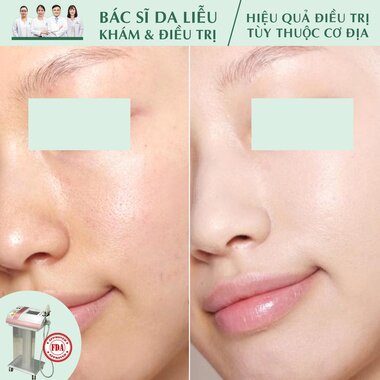 BÁC SĨ DA LIỄU
KHÁM & ĐIỀU TRỊ
HIỆU QUẢ ĐIỀU TRỊ
TÙY THUỘC CƠ ĐỊA
FDA